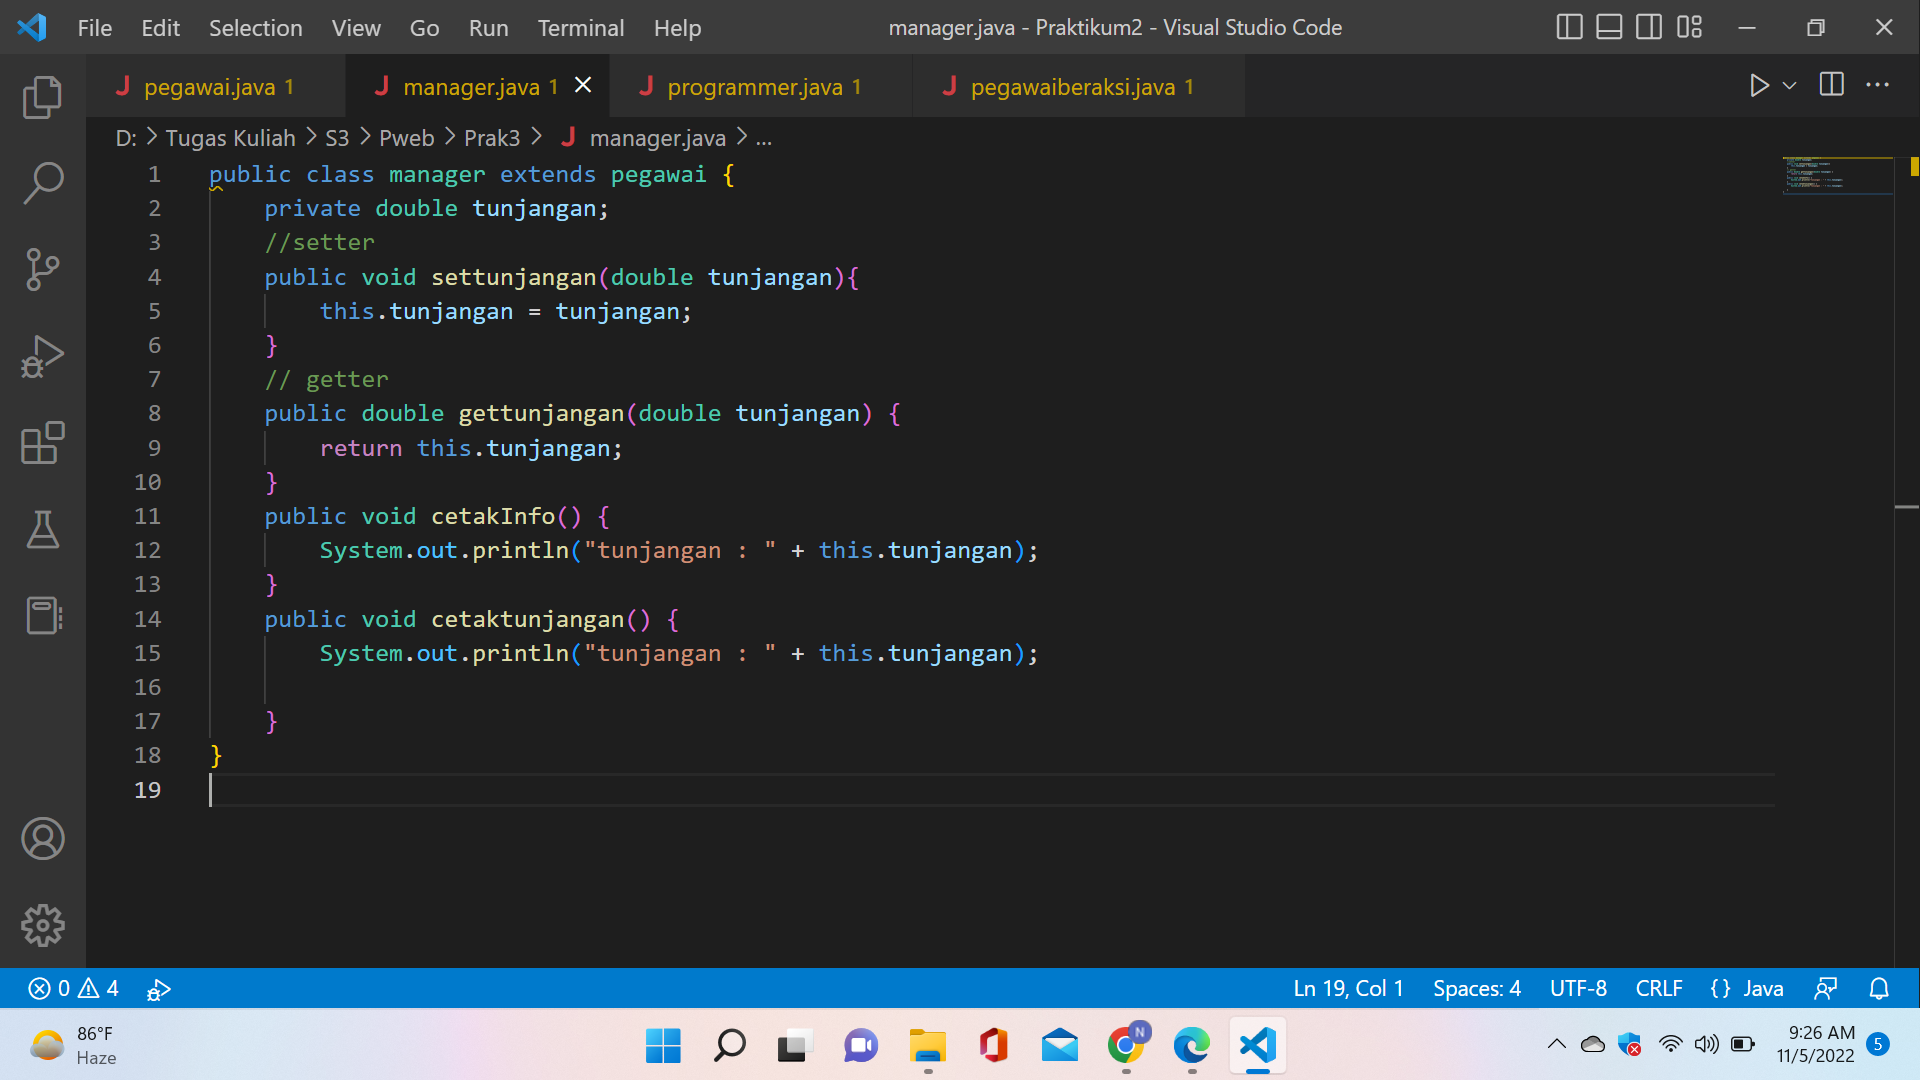 File Edit Selection View Go Run Terminal Help manager.java - Praktikum2 - Visual Studio Code
J pegawai.java 1 J manager.java 1 J programmer.java 1 J pegawaiberaksi.java 1
D: > Tugas Kuliah > S3 > Pweb > Prak3 > J manager.java > ...
1 public class manager extends pegawai {
2     private double tunjangan;
3     //setter
4     public void settunjangan(double tunjangan){
5         this.tunjangan = tunjangan;
6     }
7     // getter
8     public double gettunjangan(double tunjangan) {
9         return this.tunjangan;
10     }
11     public void cetakInfo() {
12         System.out.println("tunjangan : " + this.tunjangan);
13     }
14     public void cetaktunjangan() {
15         System.out.println("tunjangan : " + this.tunjangan);
16
17     }
18 }
19
0 4 Ln 19, Col 1 Spaces: 4 UTF-8 CRLF {} Java
86°F
Haze
N
9:26 AM
11/5/2022
5